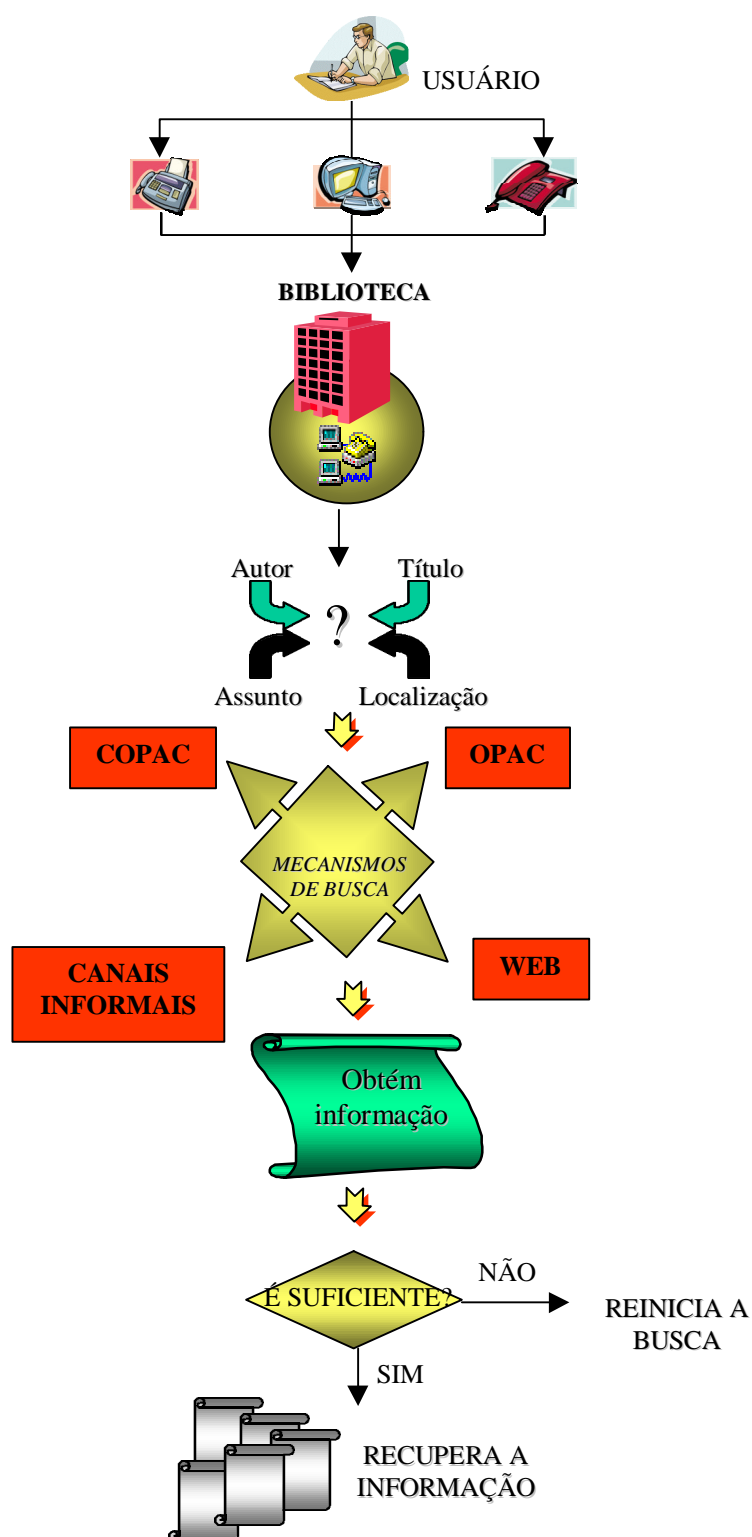 USUÁRIO
BIBLIOTECA
Autor
Título
?
Assunto
Localização
COPAC
OPAC
MECANISMOS
DE BUSCA
CANAIS
INFORMAIS
WEB
Obtém
informação
É SUFICIENTE?
NÃO
REINICIA A
BUSCA
SIM
RECUPERA A
INFORMAÇÃO